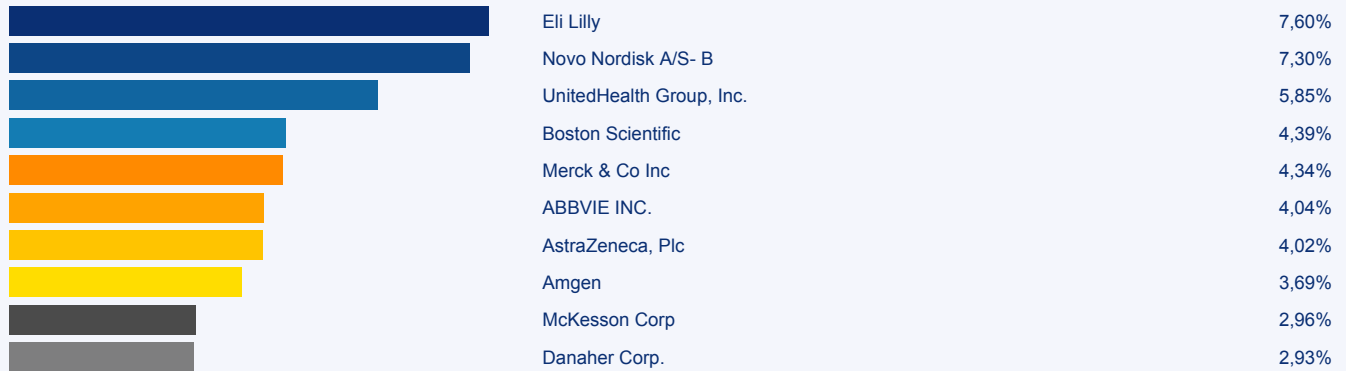 Eli Lilly 7,60%
Novo Nordisk A/S- B 7,30%
UnitedHealth Group, Inc. 5,85%
Boston Scientific 4,39%
Merck & Co Inc 4,34%
ABBVIE INC. 4,04%
AstraZeneca, Plc 4,02%
Amgen 3,69%
McKesson Corp 2,96%
Danaher Corp. 2,93%